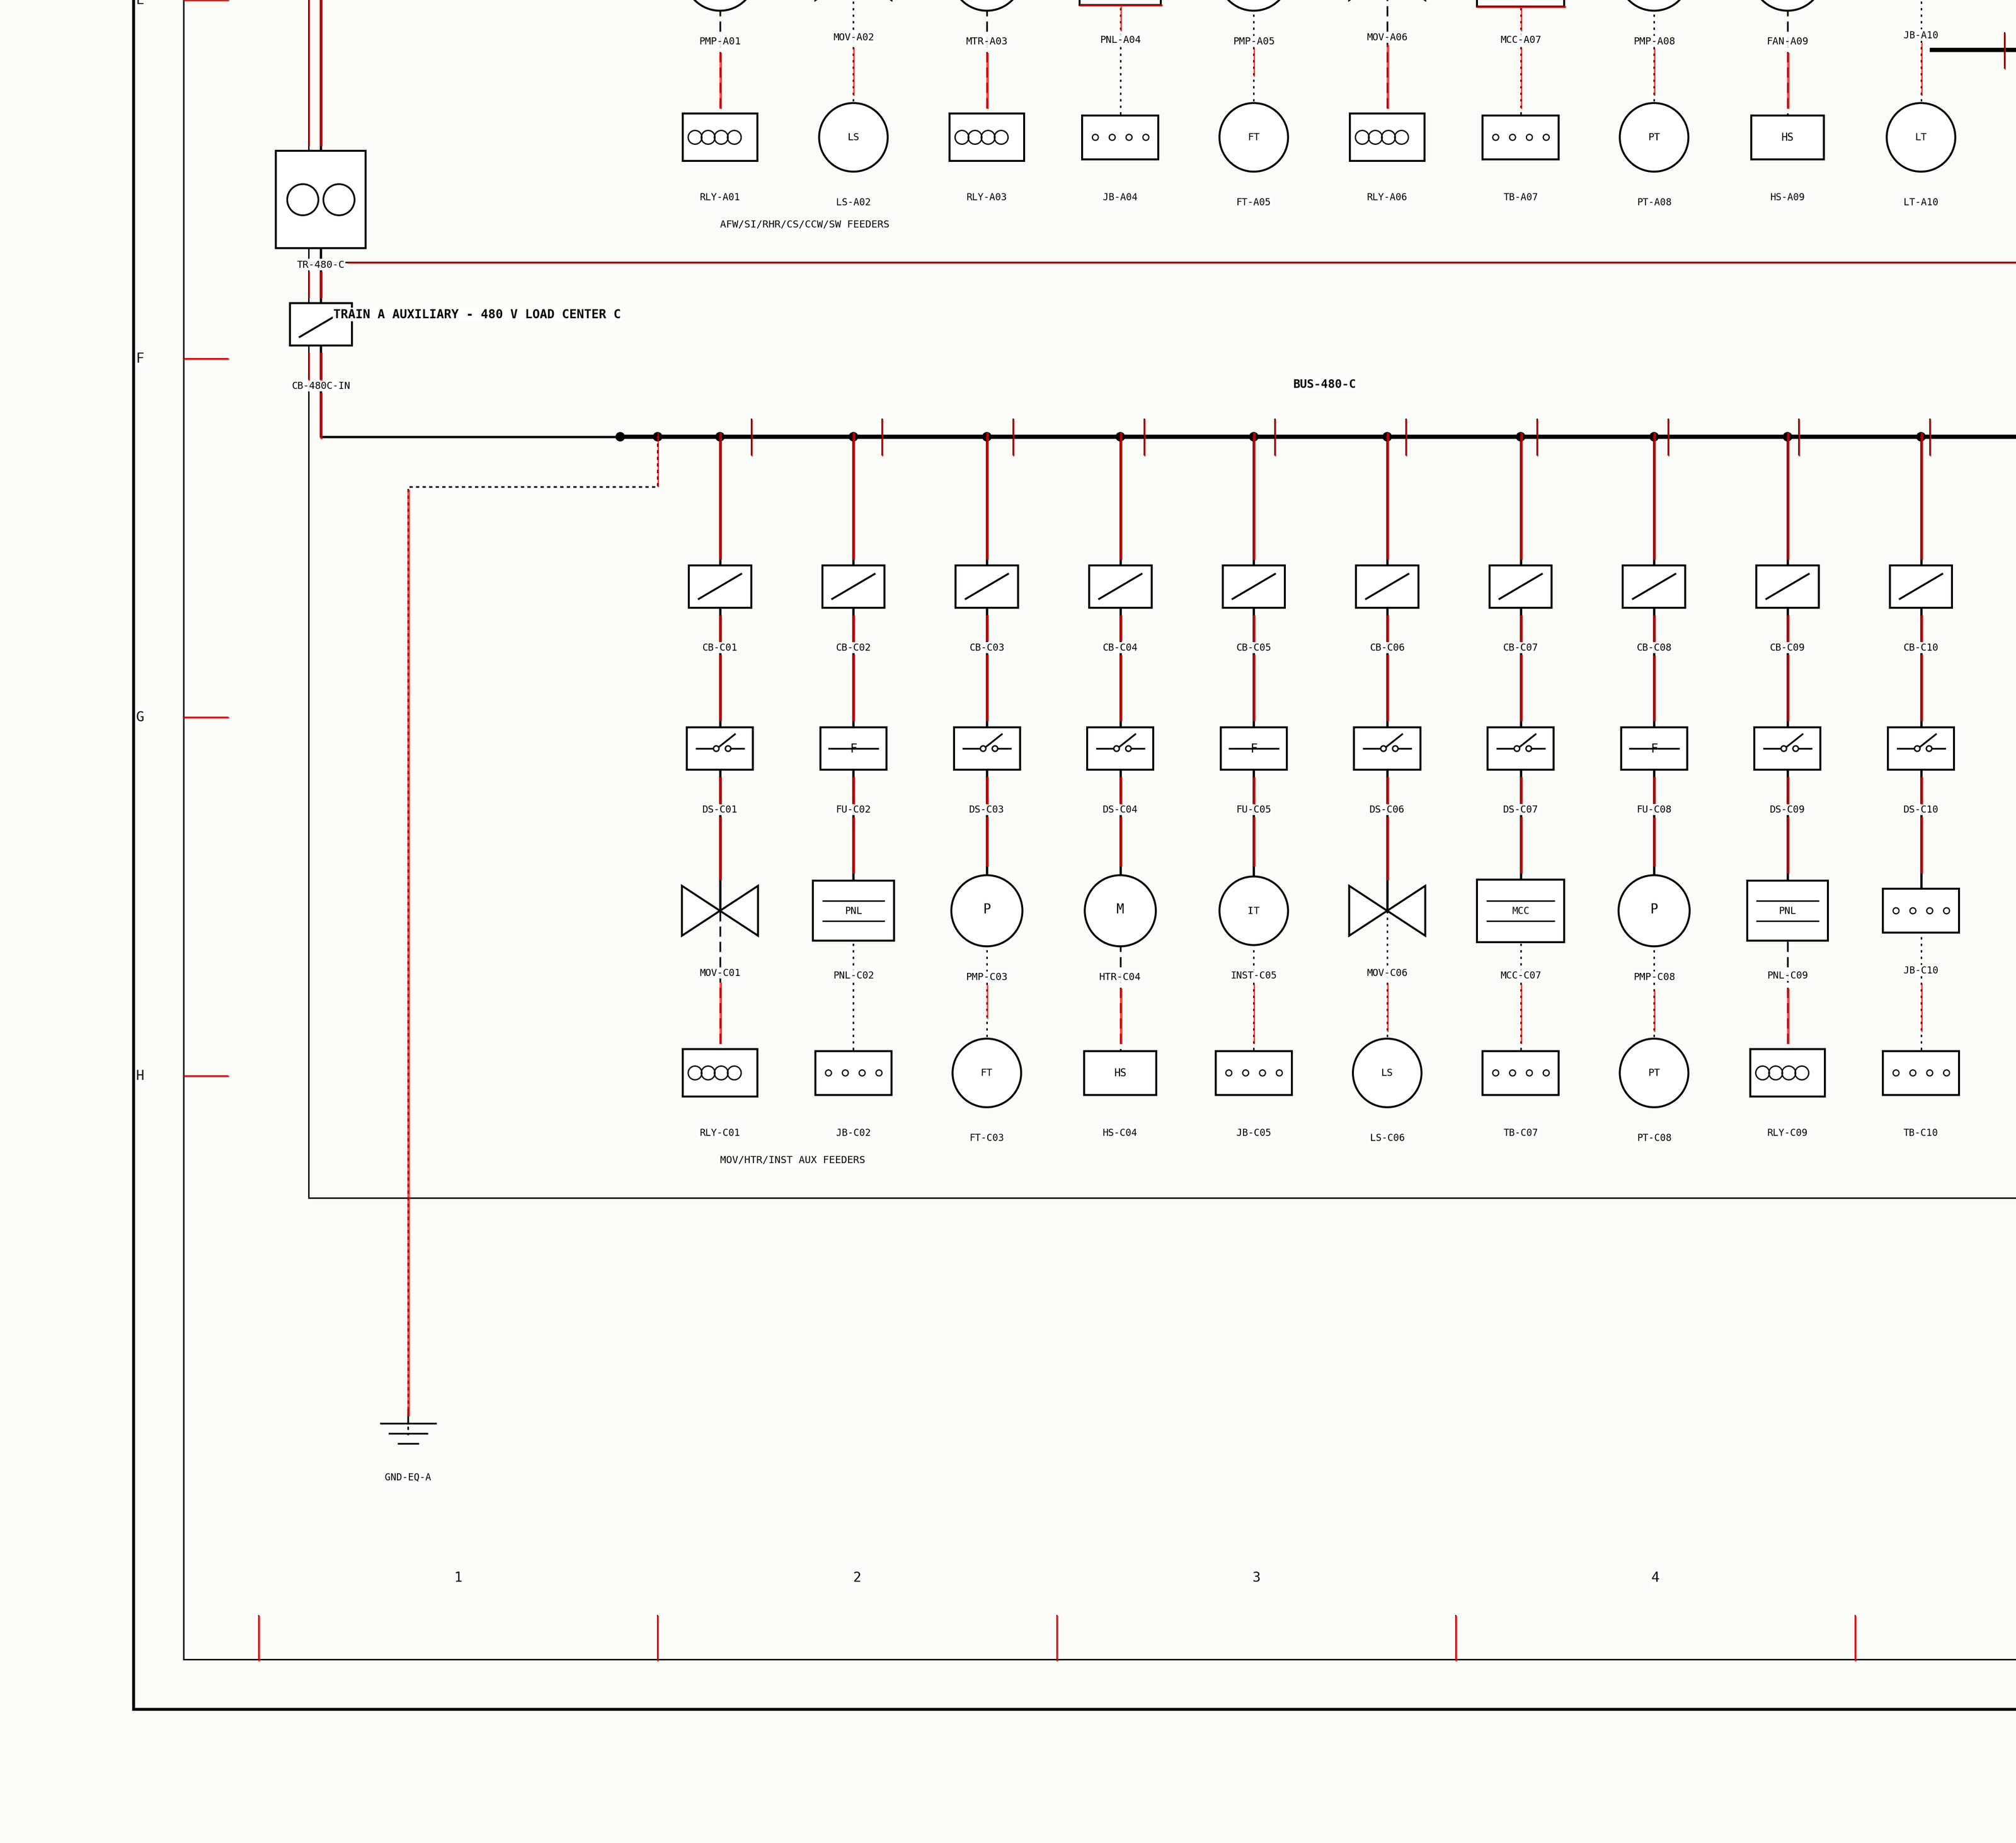 E
PMP-A01 MOV-A02 MTR-A03 PNL-A04 PMP-A05 MOV-A06 MCC-A07 PMP-A08 FAN-A09 JB-A10
LS FT PT HS LT
RLY-A01 LS-A02 RLY-A03 JB-A04 FT-A05 RLY-A06 TB-A07 PT-A08 HS-A09 LT-A10
AFW/SI/RHR/CS/CCW/SW FEEDERS
TR-480-C
TRAIN A AUXILIARY - 480 V LOAD CENTER C
F
CB-480C-IN
BUS-480-C
CB-C01 CB-C02 CB-C03 CB-C04 CB-C05 CB-C06 CB-C07 CB-C08 CB-C09 CB-C10
G
F F F
DS-C01 FU-C02 DS-C03 DS-C04 FU-C05 DS-C06 DS-C07 FU-C08 DS-C09 DS-C10
PNL P M IT MCC P PNL
MOV-C01 PNL-C02 PMP-C03 HTR-C04 INST-C05 MOV-C06 MCC-C07 PMP-C08 PNL-C09 JB-C10
H
FT HS LS PT
RLY-C01 JB-C02 FT-C03 HS-C04 JB-C05 LS-C06 TB-C07 PT-C08 RLY-C09 TB-C10
MOV/HTR/INST AUX FEEDERS
GND-EQ-A
1 2 3 4